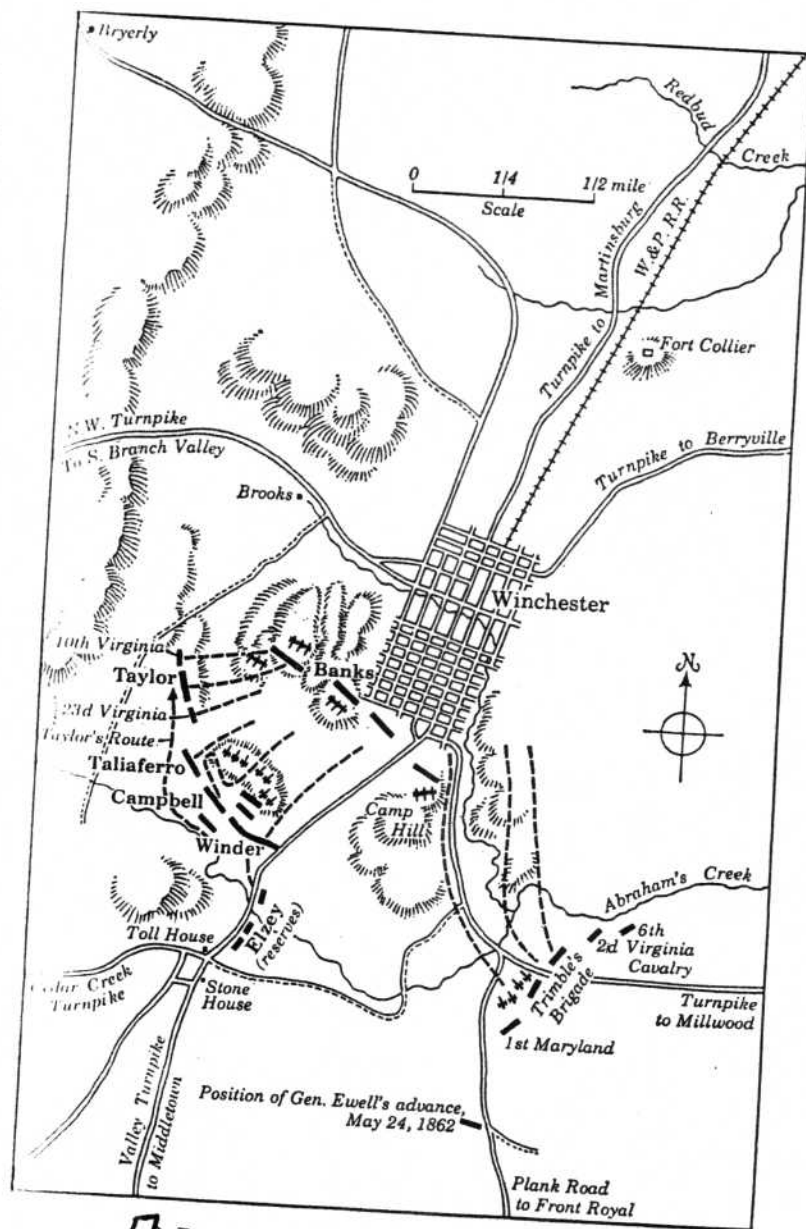 Bryerly
Redbud
Creek
0 1/4 1/2 mile
Scale
Turnpike to Martinsburg
W.&P. R.R.
Fort Collier
N.W. Turnpike
To S. Branch Valley
Turnpike to Berryville
Brooks
Winchester
10th Virginia
Banks
Taylor
N
23d Virginia
Taylor's Route
Taliaferro
Campbell
Camp
Hill
Winder
Abraham's Creek
Elzey
(reserves)
Toll House
6th
2d Virginia
Cavalry
Trimble's
Brigade
Cedar Creek
Turnpike
Stone
House
Turnpike
to Millwood
1st Maryland
Valley Turnpike
to Middletown
Position of Gen. Ewell's advance,
May 24, 1862
Plank Road
to Front Royal